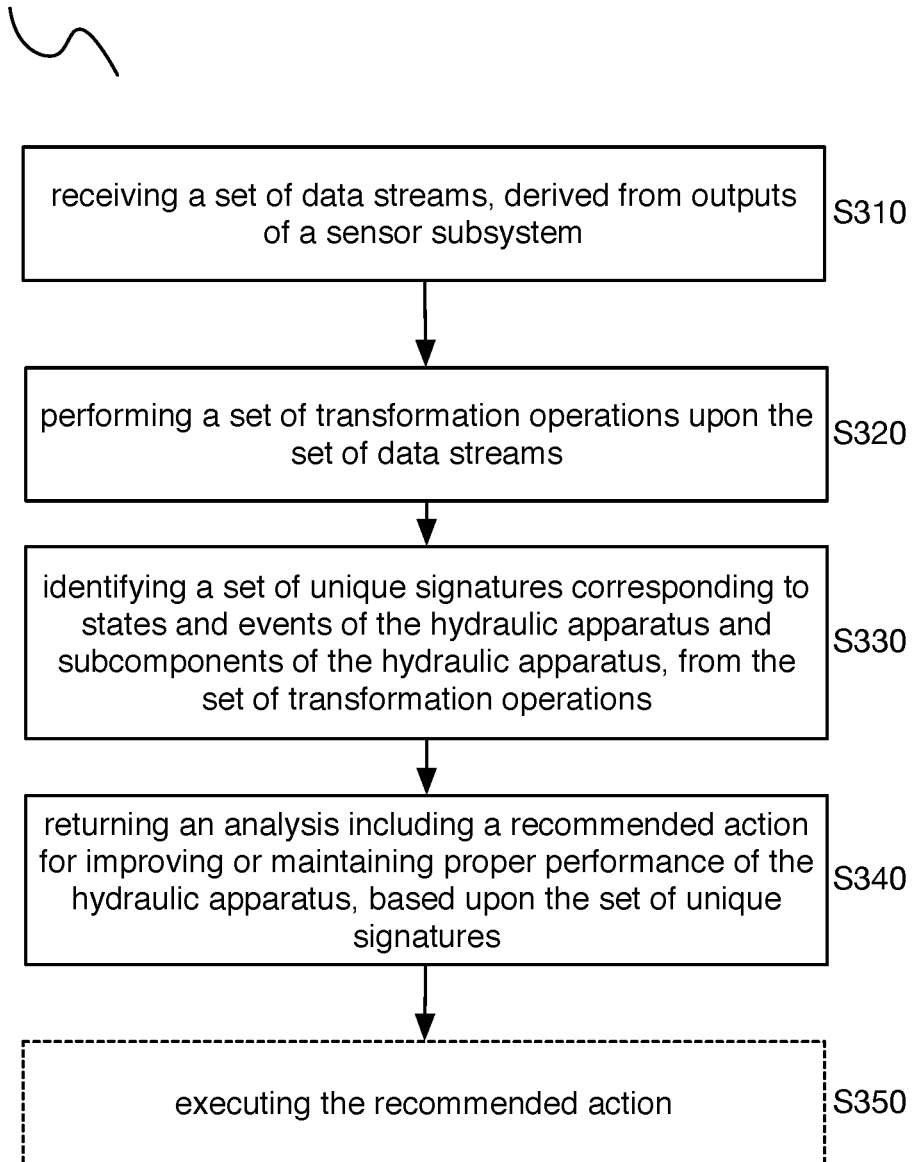 receiving a set of data streams, derived from outputs
of a sensor subsystem
S310
performing a set of transformation operations upon the
set of data streams
S320
identifying a set of unique signatures corresponding to
states and events of the hydraulic apparatus and
subcomponents of the hydraulic apparatus, from the
set of transformation operations
S330
returning an analysis including a recommended action
for improving or maintaining proper performance of the
hydraulic apparatus, based upon the set of unique
signatures
S340
executing the recommended action
S350